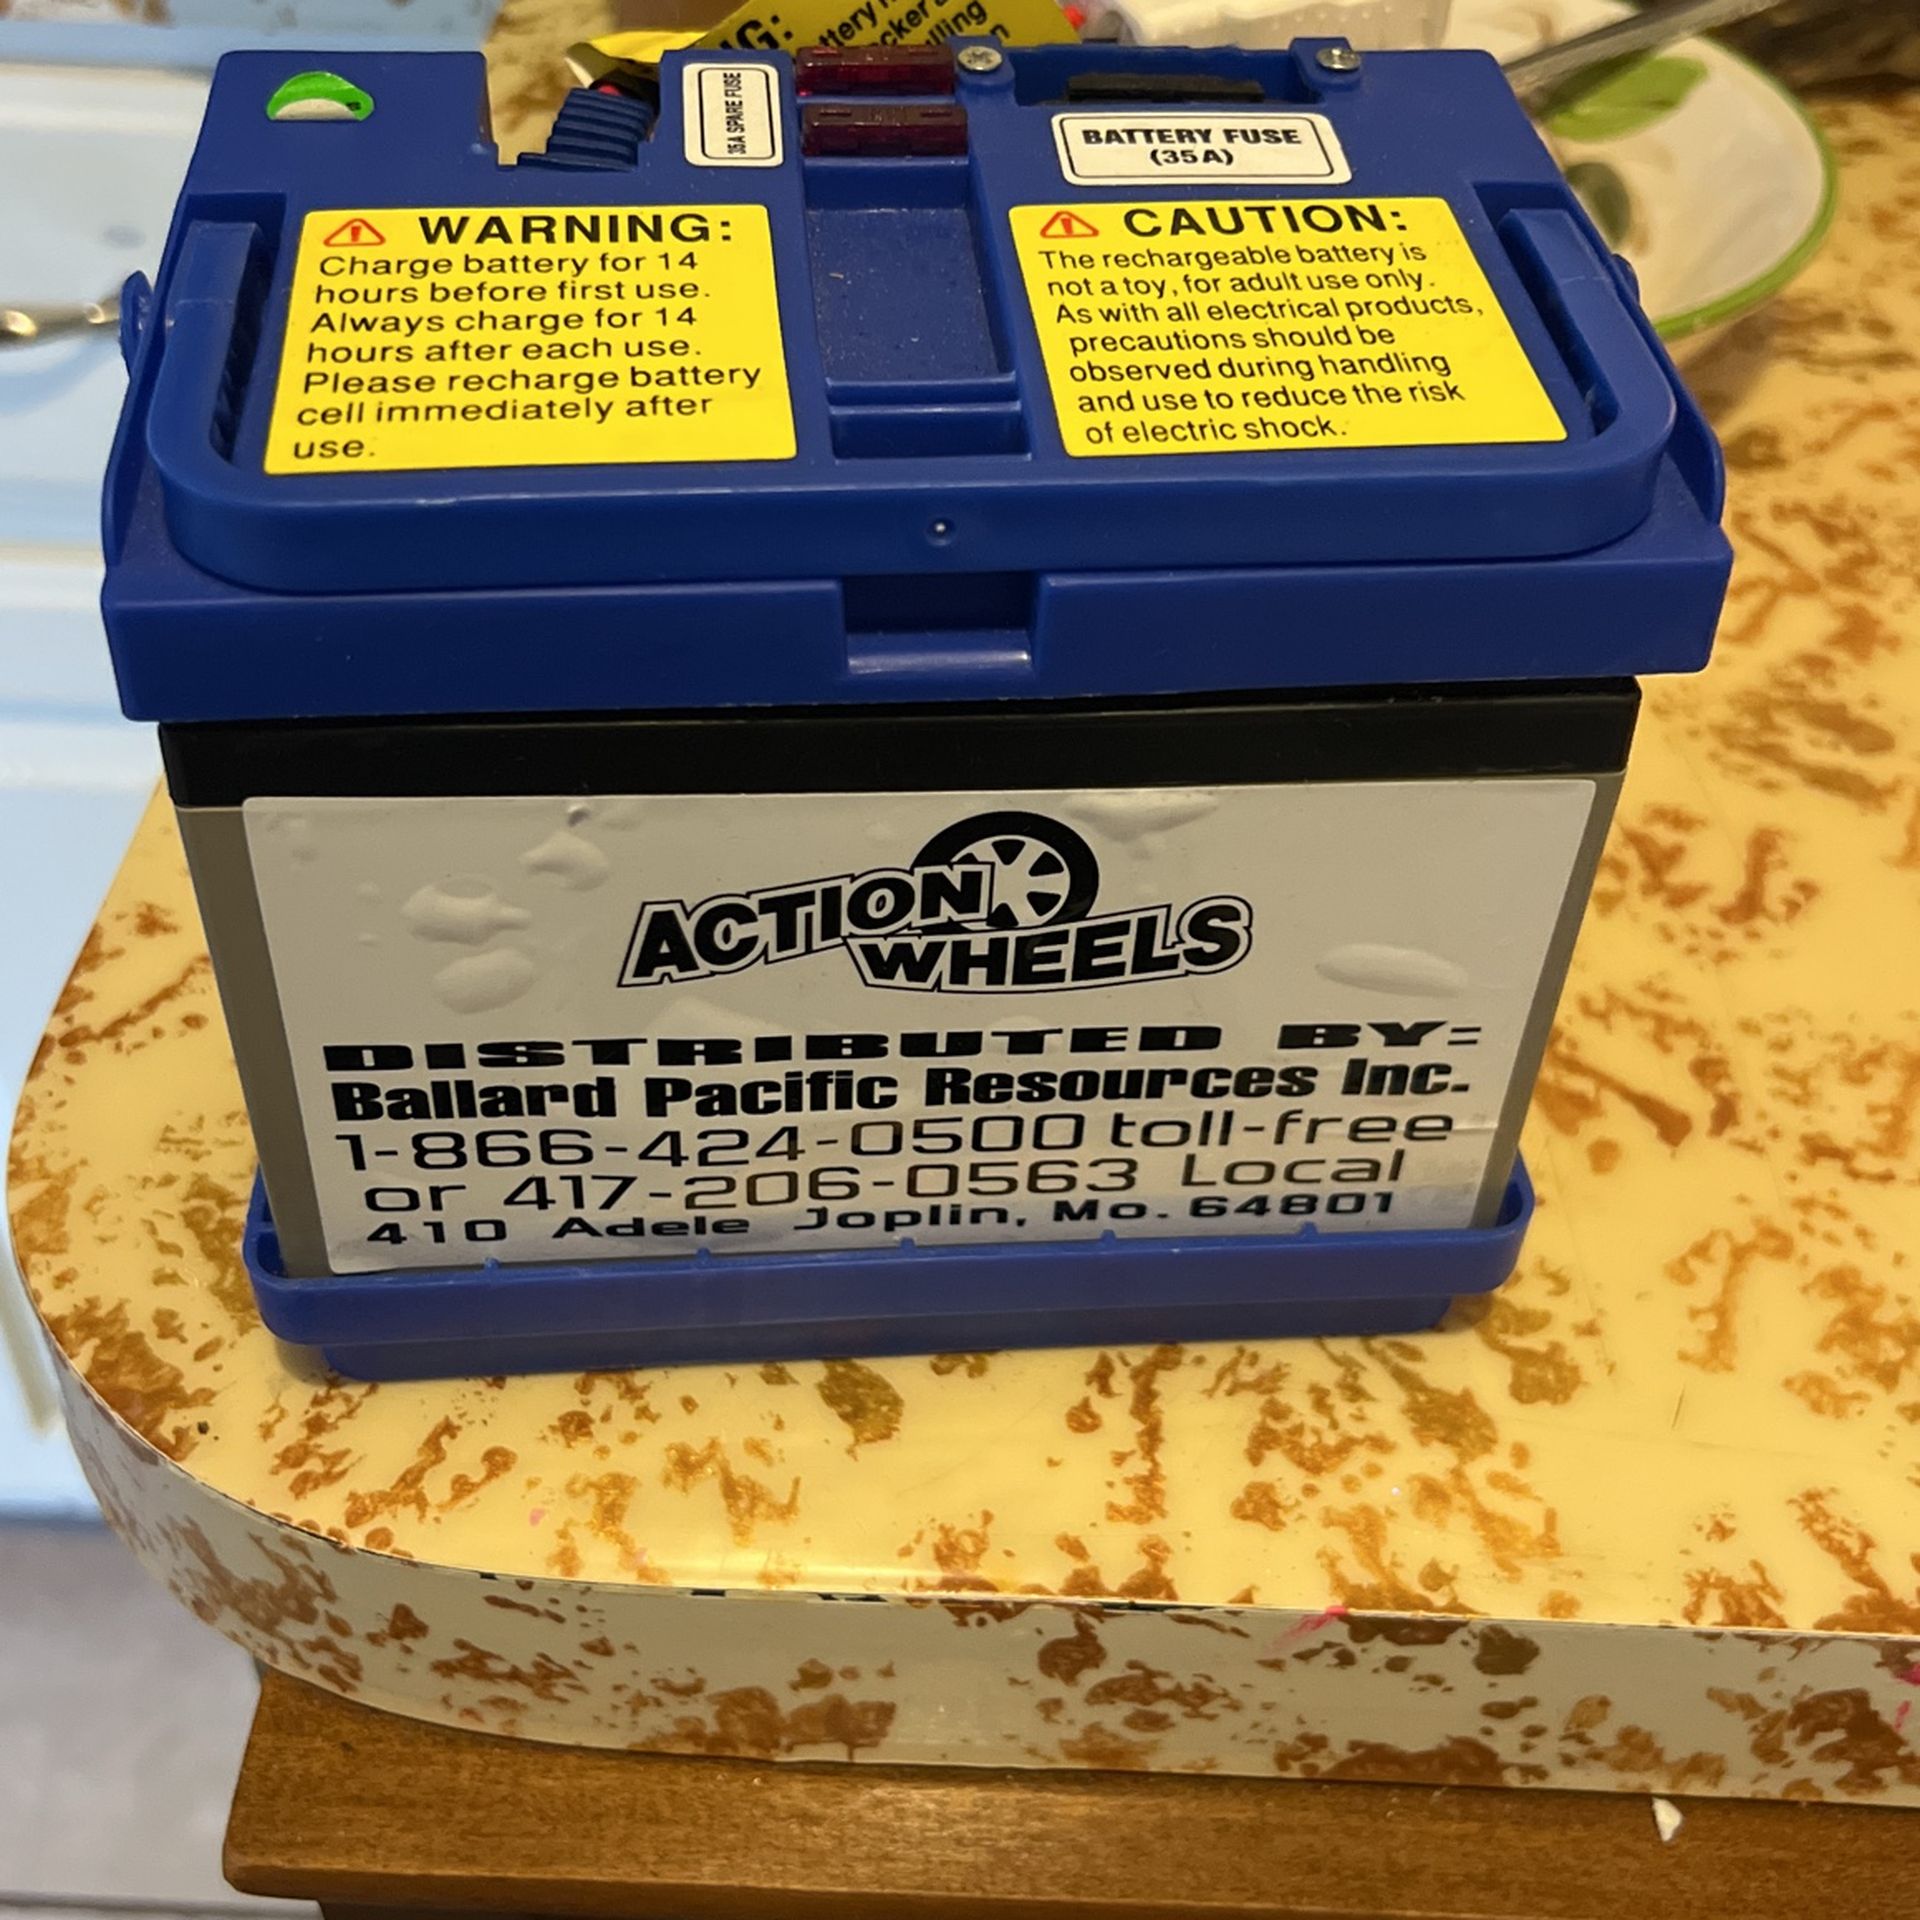 G:
ttery
cker
lling
n
35A SPARE FUSE
BATTERY FUSE
(35A)
WARNING:
Charge battery for 14
hours before first use.
Always charge for 14
hours after each use.
Please recharge battery
cell immediately after
use.
CAUTION:
The rechargeable battery is
not a toy, for adult use only.
As with all electrical products,
precautions should be
observed during handling
and use to reduce the risk
of electric shock.
ACTION
WHEELS
DISTRIBUTED BY:
Ballard Pacific Resources Inc.
1-866-424-0500 toll-free
or 417-206-0563 Local
410 Adele Joplin, Mo. 64801